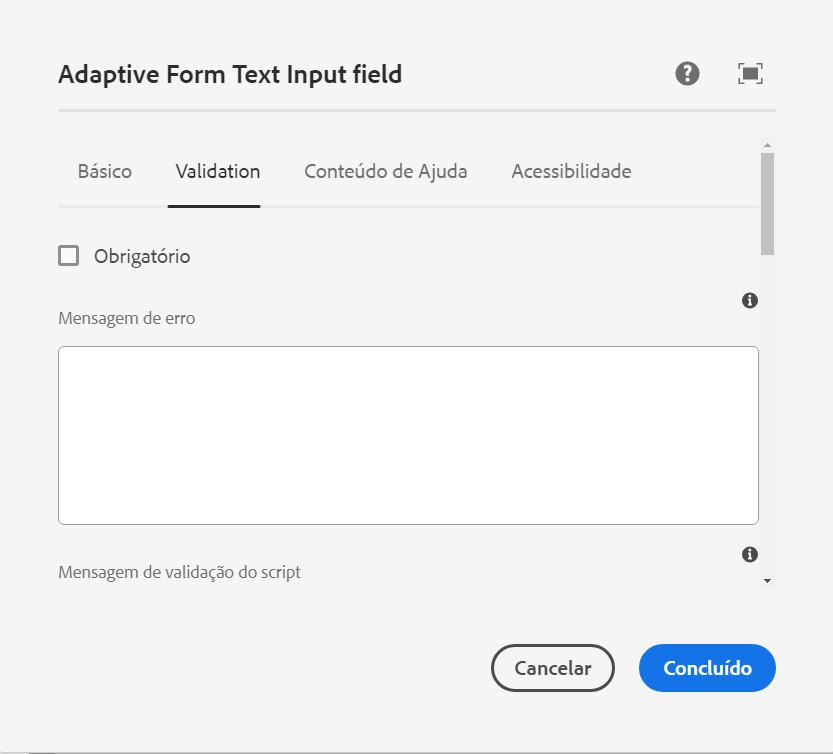 Adaptive Form Text Input field
Básico Validation Conteúdo de Ajuda Acessibilidade
Obrigatório
Mensagem de erro
Mensagem de validação do script
Cancelar Concluído